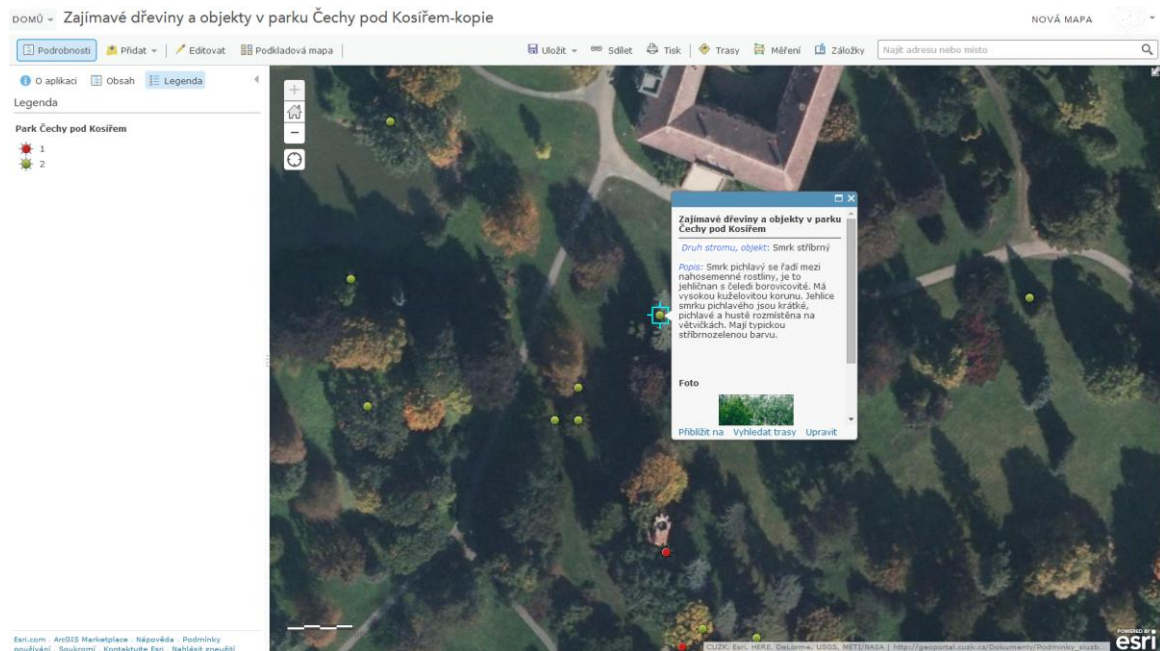 DOMŮ Zajímavé dřeviny a objekty v parku Čechy pod Kosířem-kopie
NOVÁ MAPA
Podrobnosti Přidat Editovat Podkladová mapa
Uložit Sdílet Tisk Trasy Měření Záložky Najít adresu nebo místo
O aplikaci Obsah Legenda
Legenda
Park Čechy pod Kosířem
1
2
Zajímavé dřeviny a objekty v parku
Čechy pod Kosířem
Druh stromu, objekt: Smrk stříbrný
Popis: Smrk pichlavý se řadí mezi
nahosemenné rostliny, je to
jehličnan s čeledi borovicovité. Má
vysokou kuželovitou korunu. Jehlice
smrku pichlavého jsou krátké,
pichlavé a hustě rozmístěna na
větvičkách. Mají typickou
stříbrnozelenou barvu.
Foto
Přiblížit na Vyhledat trasy Upravit
Esri.com . ArcGIS Marketplace . Nápověda . Podmínky
používání . Soukromí . Kontaktujte Esri . Nahlásit zneužití
CUZK, Esri, HERE, DeLorme, USGS, METI/NASA | http://geoportal.cuzk.cz/Dokumenty/Podminky_sluzb...
POWERED BY
esri